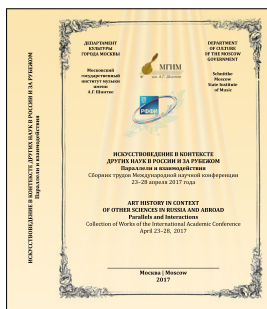 ИСКУССТВОВЕДЕНИЕ В КОНТЕКСТЕ ДРУГИХ НАУК В РОССИИ И ЗА РУБЕЖОМ
Параллели и взаимодействия
ДЕПАРТАМЕНТ
КУЛЬТУРЫ
ГОРОДА МОСКВЫ
Московский
государственный
институт музыки
имени
А.Г. Шнитке
МГИМ
им. А.Г. Шнитке
РФФИ
DEPARTMENT
OF CULTURE
OF THE MOSCOW
GOVERNMENT
Schnittke
Moscow
State Institute
of Music
ИСКУССТВОВЕДЕНИЕ В КОНТЕКСТЕ
ДРУГИХ НАУК В РОССИИ И ЗА РУБЕЖОМ
Параллели и взаимодействия
Сборник трудов Международной научной конференции
23–28 апреля 2017 года
ART HISTORY IN CONTEXT
OF OTHER SCIENCES IN RUSSIA AND ABROAD
Parallels and Interactions
Collection of Works of the International Academic Conference
April 23–28, 2017
Москва | Moscow
2017